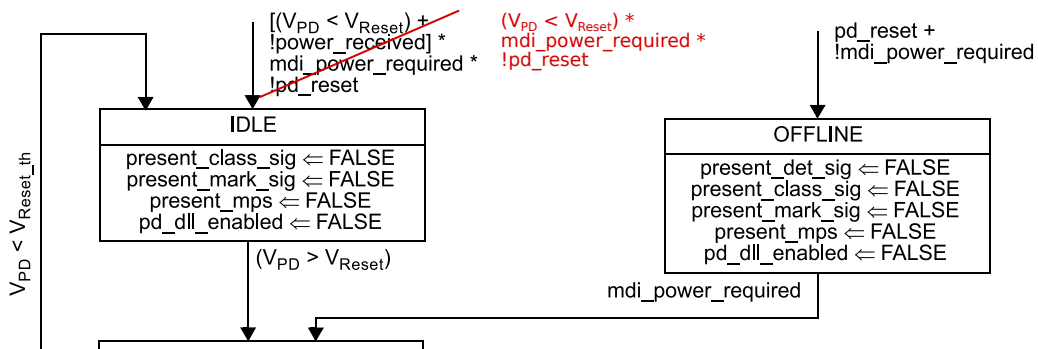 [(V_PD < V_Reset) +
!power_received] *
mdi_power_required *
!pd_reset
(V_PD < V_Reset) *
mdi_power_required *
!pd_reset
pd_reset +
!mdi_power_required
IDLE
present_class_sig ⇐ FALSE
present_mark_sig ⇐ FALSE
present_mps ⇐ FALSE
pd_dll_enabled ⇐ FALSE
OFFLINE
present_det_sig ⇐ FALSE
present_class_sig ⇐ FALSE
present_mark_sig ⇐ FALSE
present_mps ⇐ FALSE
pd_dll_enabled ⇐ FALSE
V_PD < V_Reset_th
(V_PD > V_Reset)
mdi_power_required